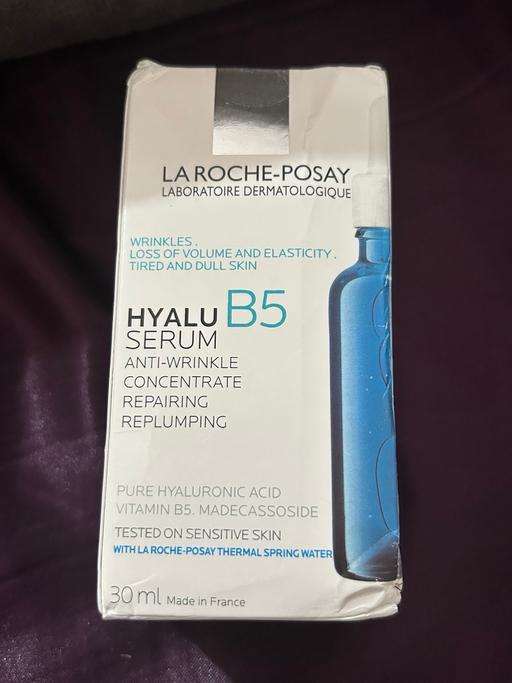 LA ROCHE-POSAY
LABORATOIRE DERMATOLOGIQUE
WRINKLES.
LOSS OF VOLUME AND ELASTICITY.
TIRED AND DULL SKIN
HYALU B5
SERUM
ANTI-WRINKLE
CONCENTRATE
REPAIRING
REPLUMPING
PURE HYALURONIC ACID
VITAMIN B5. MADECASSOSIDE
TESTED ON SENSITIVE SKIN
WITH LA ROCHE-POSAY THERMAL SPRING WATER
30 ml Made in France